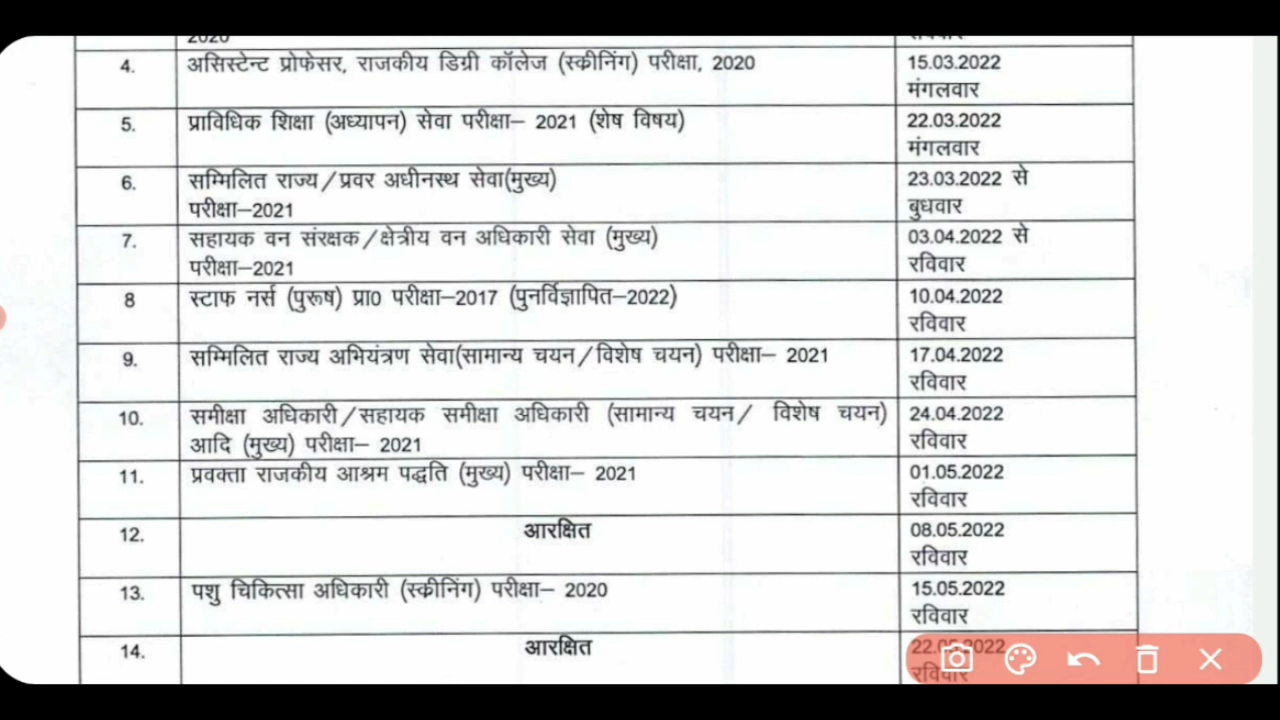 2020
रविवार
4. असिस्टेन्ट प्रोफेसर, राजकीय डिग्री कॉलेज (स्क्रीनिंग) परीक्षा, 2020 15.03.2022
मंगलवार
5. प्राविधिक शिक्षा (अध्यापन) सेवा परीक्षा– 2021 (शेष विषय) 22.03.2022
मंगलवार
6. सम्मिलित राज्य/प्रवर अधीनस्थ सेवा(मुख्य) 23.03.2022 से
परीक्षा–2021 बुधवार
7. सहायक वन संरक्षक/क्षेत्रीय वन अधिकारी सेवा (मुख्य) 03.04.2022 से
परीक्षा–2021 रविवार
8 स्टाफ नर्स (पुरूष) प्रा0 परीक्षा–2017 (पुनर्विज्ञापित–2022) 10.04.2022
रविवार
9. सम्मिलित राज्य अभियंत्रण सेवा(सामान्य चयन/विशेष चयन) परीक्षा– 2021 17.04.2022
रविवार
10. समीक्षा अधिकारी/सहायक समीक्षा अधिकारी (सामान्य चयन/ विशेष चयन) 24.04.2022
आदि (मुख्य) परीक्षा– 2021 रविवार
11. प्रवक्ता राजकीय आश्रम पद्धति (मुख्य) परीक्षा– 2021 01.05.2022
रविवार
12. आरक्षित 08.05.2022
रविवार
13. पशु चिकित्सा अधिकारी (स्क्रीनिंग) परीक्षा– 2020 15.05.2022
रविवार
14. आरक्षित 22.05.2022
रविवार